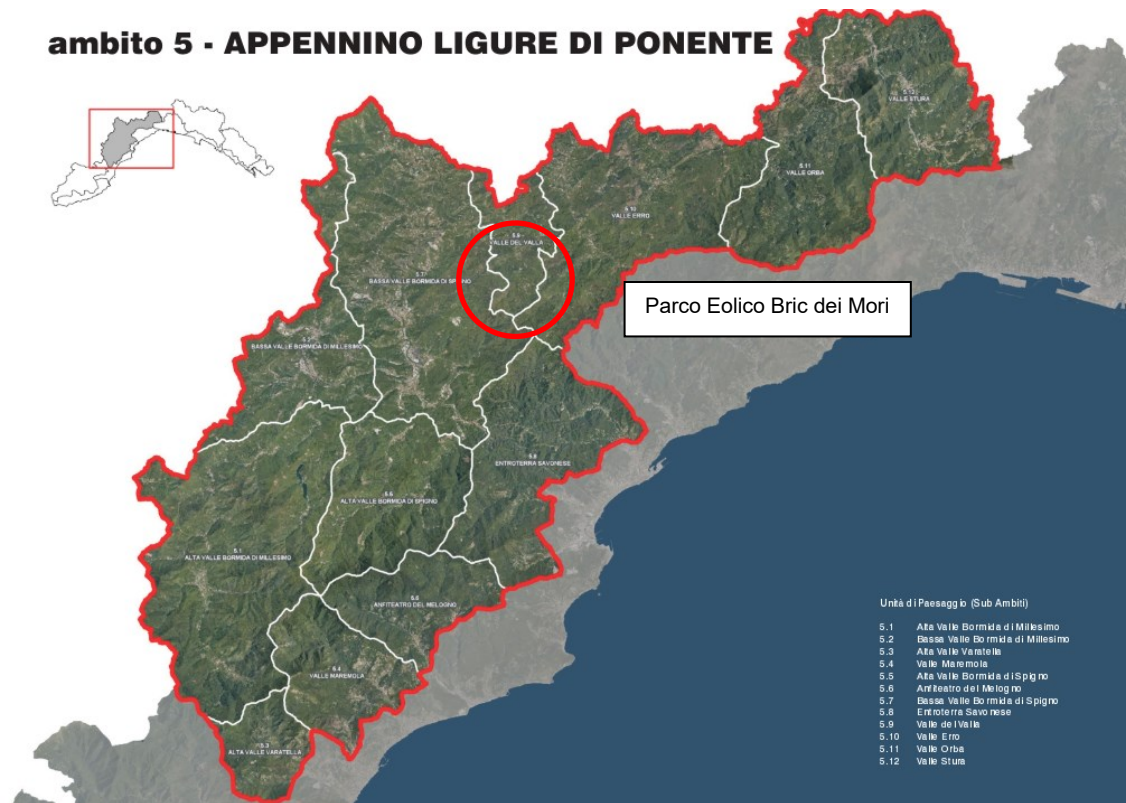 ambito 5 - APPENNINO LIGURE DI PONENTE
5.12
VALLE STURA
5.11
VALLE ORBA
5.10
VALLE ERRO
5.9
VALLE DEL VALLA
5.7
BASSA VALLE BORMIDA DI SPIGNO
Parco Eolico Bric dei Mori
5.2
BASSA VALLE BORMIDA DI MILLESIMO
5.8
ENTROTERRA SAVONESE
5.5
ALTA VALLE BORMIDA DI SPIGNO
5.1
ALTA VALLE BORMIDA DI MILLESIMO
5.6
ANFITEATRO DEL MELOGNO
5.4
VALLE MAREMOLA
5.3
ALTA VALLE VARATELLA
Unità di Paesaggio (Sub Ambiti)
5.1 Alta Valle Bormida di Millesimo
5.2 Bassa Valle Bormida di Millesimo
5.3 Alta Valle Varatella
5.4 Valle Maremola
5.5 Alta Valle Bormida di Spigno
5.6 Anfiteatro del Melogno
5.7 Bassa Valle Bormida di Spigno
5.8 Entroterra Savonese
5.9 Valle del Valla
5.10 Valle Erro
5.11 Valle Orba
5.12 Valle Stura